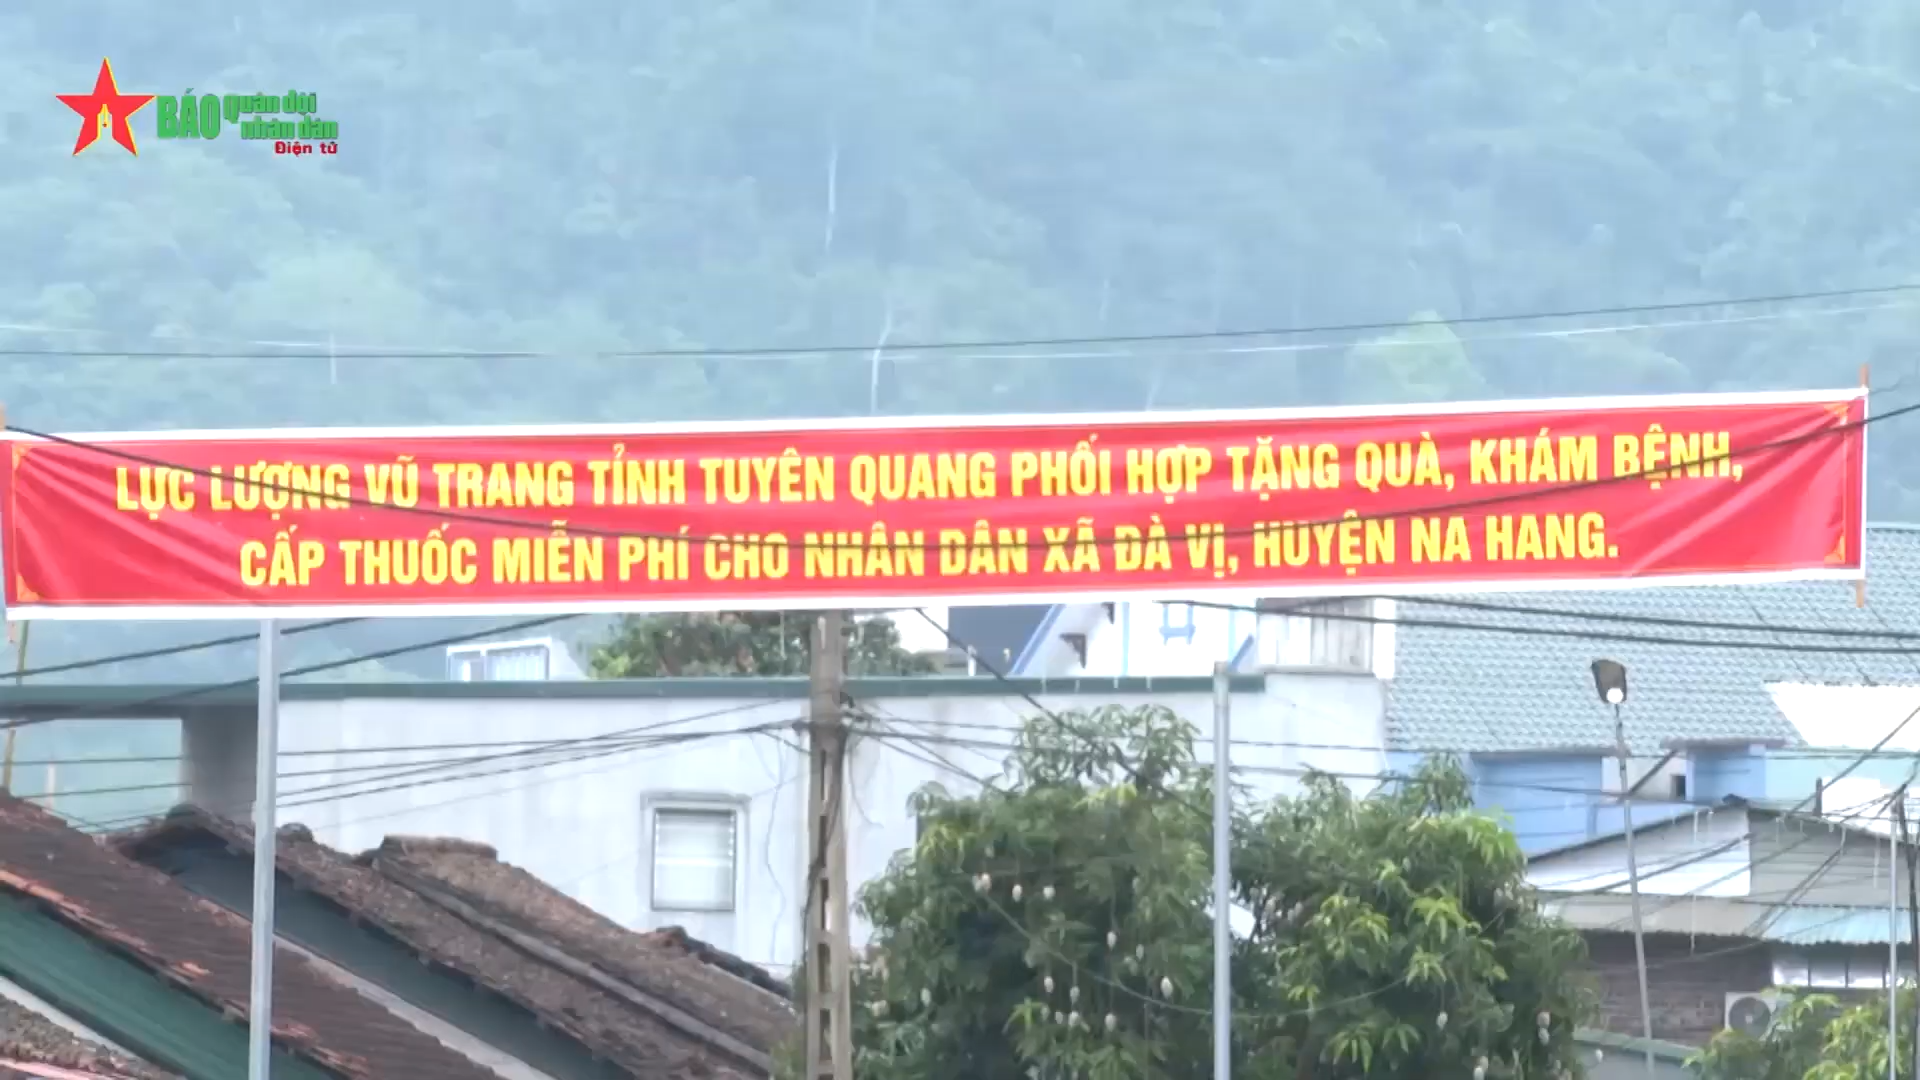 BÁO Quân đội
nhân dân
Điện tử
LỰC LƯỢNG VŨ TRANG TỈNH TUYÊN QUANG PHỐI HỢP TẶNG QUÀ, KHÁM BỆNH,
CẤP THUỐC MIỄN PHÍ CHO NHÂN DÂN XÃ ĐÀ VỊ, HUYỆN NA HANG.